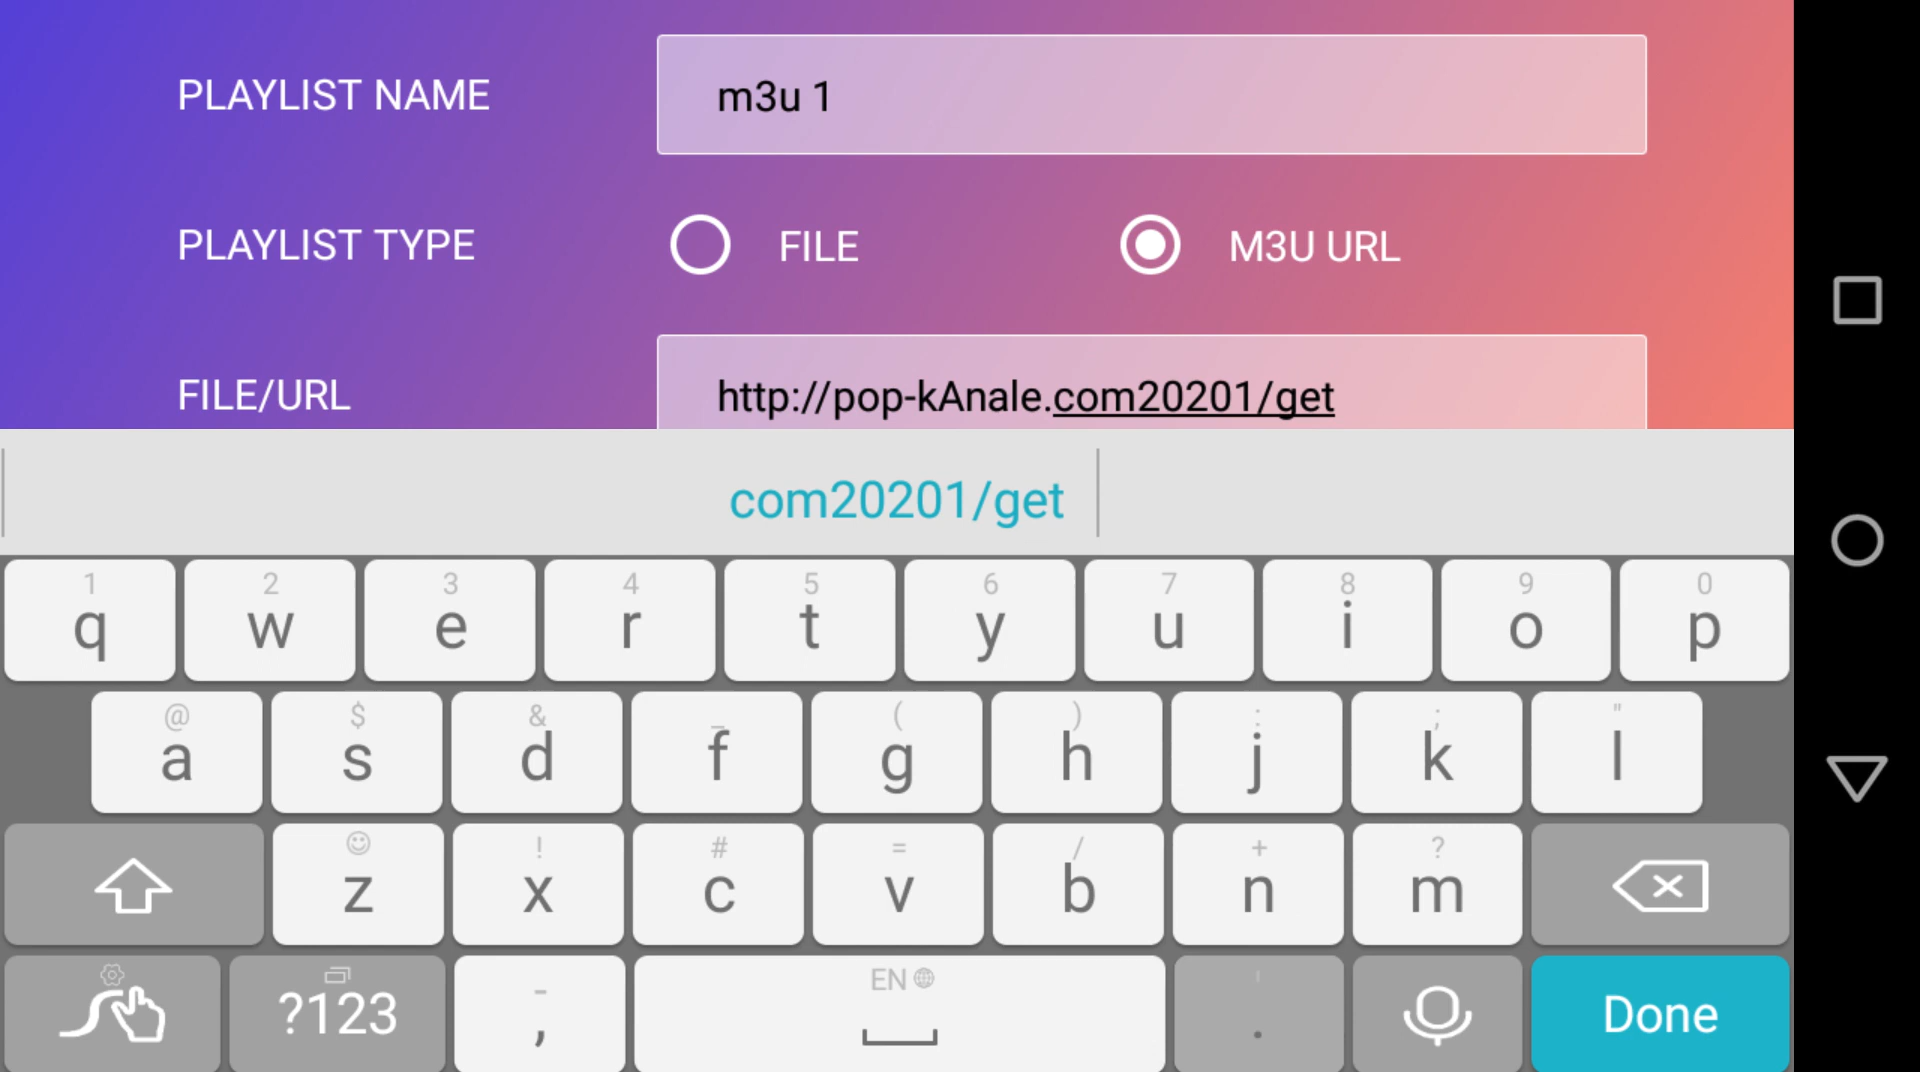 PLAYLIST NAME
m3u 1
PLAYLIST TYPE
FILE
M3U URL
FILE/URL
http://pop-kAnale.com20201/get
com20201/get
1 2 3 4 5 6 7 8 9 0
q w e r t y u i o p
@ $ & _ ( ) : ; "
a s d f g h j k l
! # = / + ?
z x c v b n m
?123
-
,
EN
'
.
Done